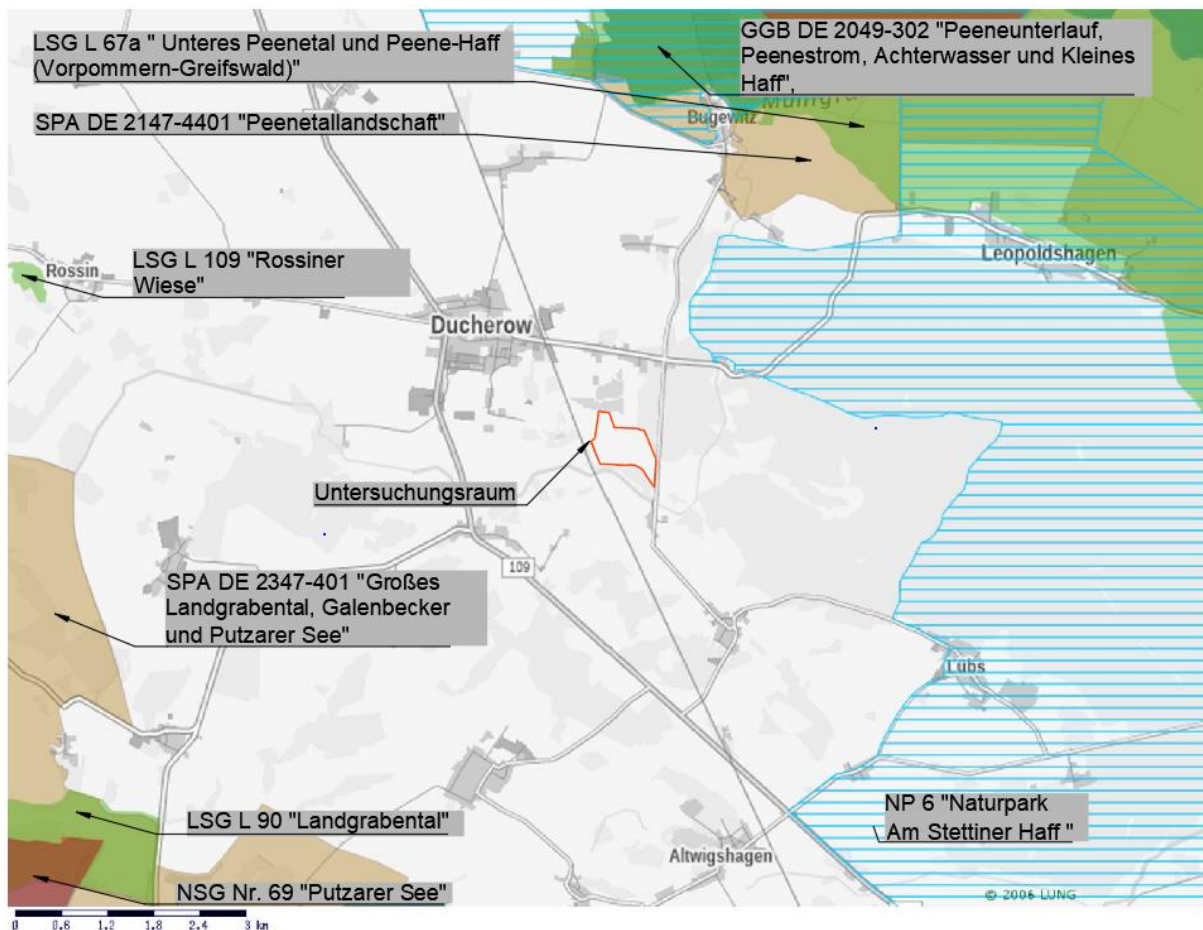 LSG L 67a " Unteres Peenetal und Peene-Haff
(Vorpommern-Greifswald)"
GGB DE 2049-302 "Peeneunterlauf,
Peenestrom, Achterwasser und Kleines
Haff",
SPA DE 2147-4401 "Peenetallandschaft"
Bugewitz
LSG L 109 "Rossiner
Wiese"
Rossin
Leopoldshagen
Ducherow
Untersuchungsraum
109
SPA DE 2347-401 "Großes
Landgrabental, Galenbecker
und Putzarer See"
Lübs
LSG L 90 "Landgrabental"
NP 6 "Naturpark
Am Stettiner Haff "
Altwigshagen
NSG Nr. 69 "Putzarer See"
© 2006 LUNG
0 0.6 1.2 1.8 2.4 3 km